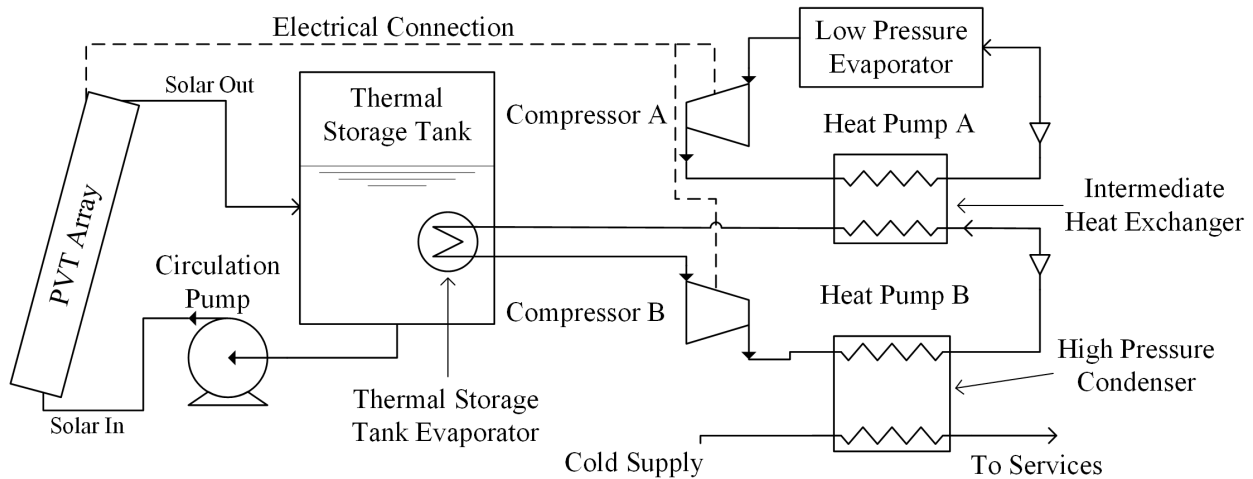 Electrical Connection
Solar Out
PVT Array
Circulation
Pump
Solar In
Thermal
Storage Tank
Thermal Storage
Tank Evaporator
Compressor A
Low Pressure
Evaporator
Heat Pump A
Intermediate
Heat Exchanger
Compressor B
Heat Pump B
High Pressure
Condenser
Cold Supply
To Services